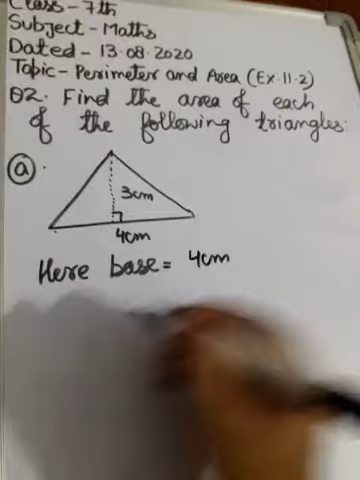 Class - 7th
Subject - Maths
Dated - 13.08.2020
Topic - Perimeter and Area (Ex.11.2)
Q2. Find the area of each
of the following triangles:
(a).
3cm
4cm
Here base = 4cm